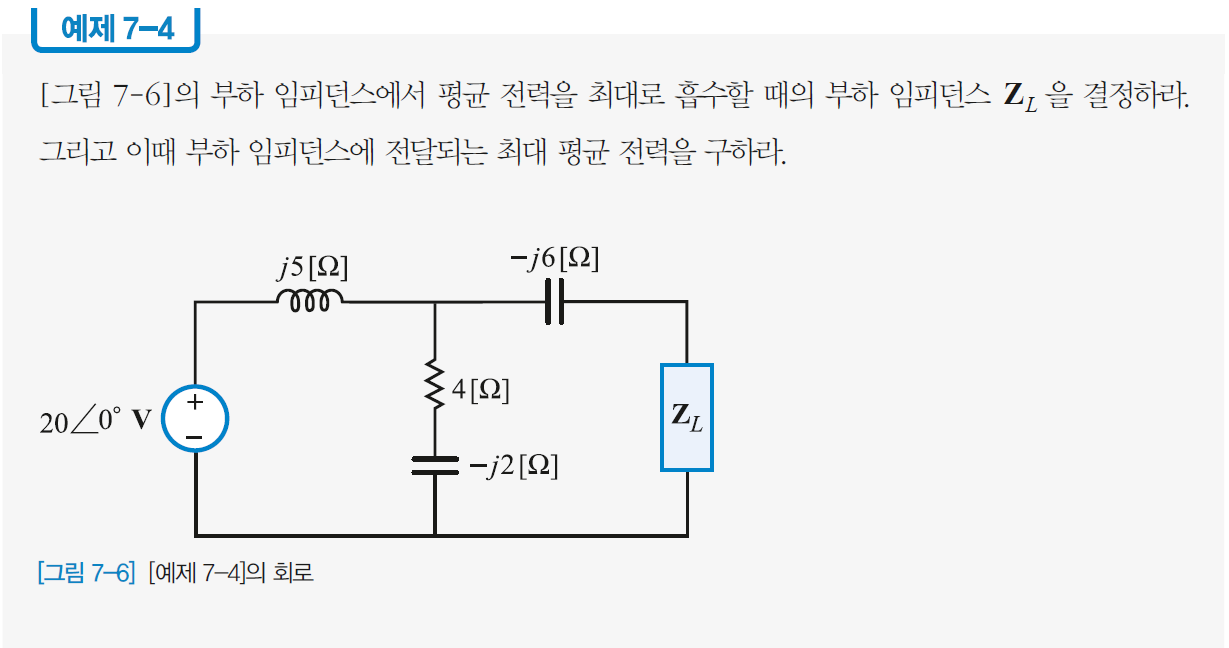 예제 7-4
[그림 7-6]의 부하 임피던스에서 평균 전력을 최대로 흡수할 때의 부하 임피던스 Z_L 을 결정하라.
그리고 이때 부하 임피던스에 전달되는 최대 평균 전력을 구하라.
j5[Ω]
−j6[Ω]
4[Ω]
20∠0° V
+
−
Z_L
−j2[Ω]
[그림 7-6] [예제 7-4]의 회로